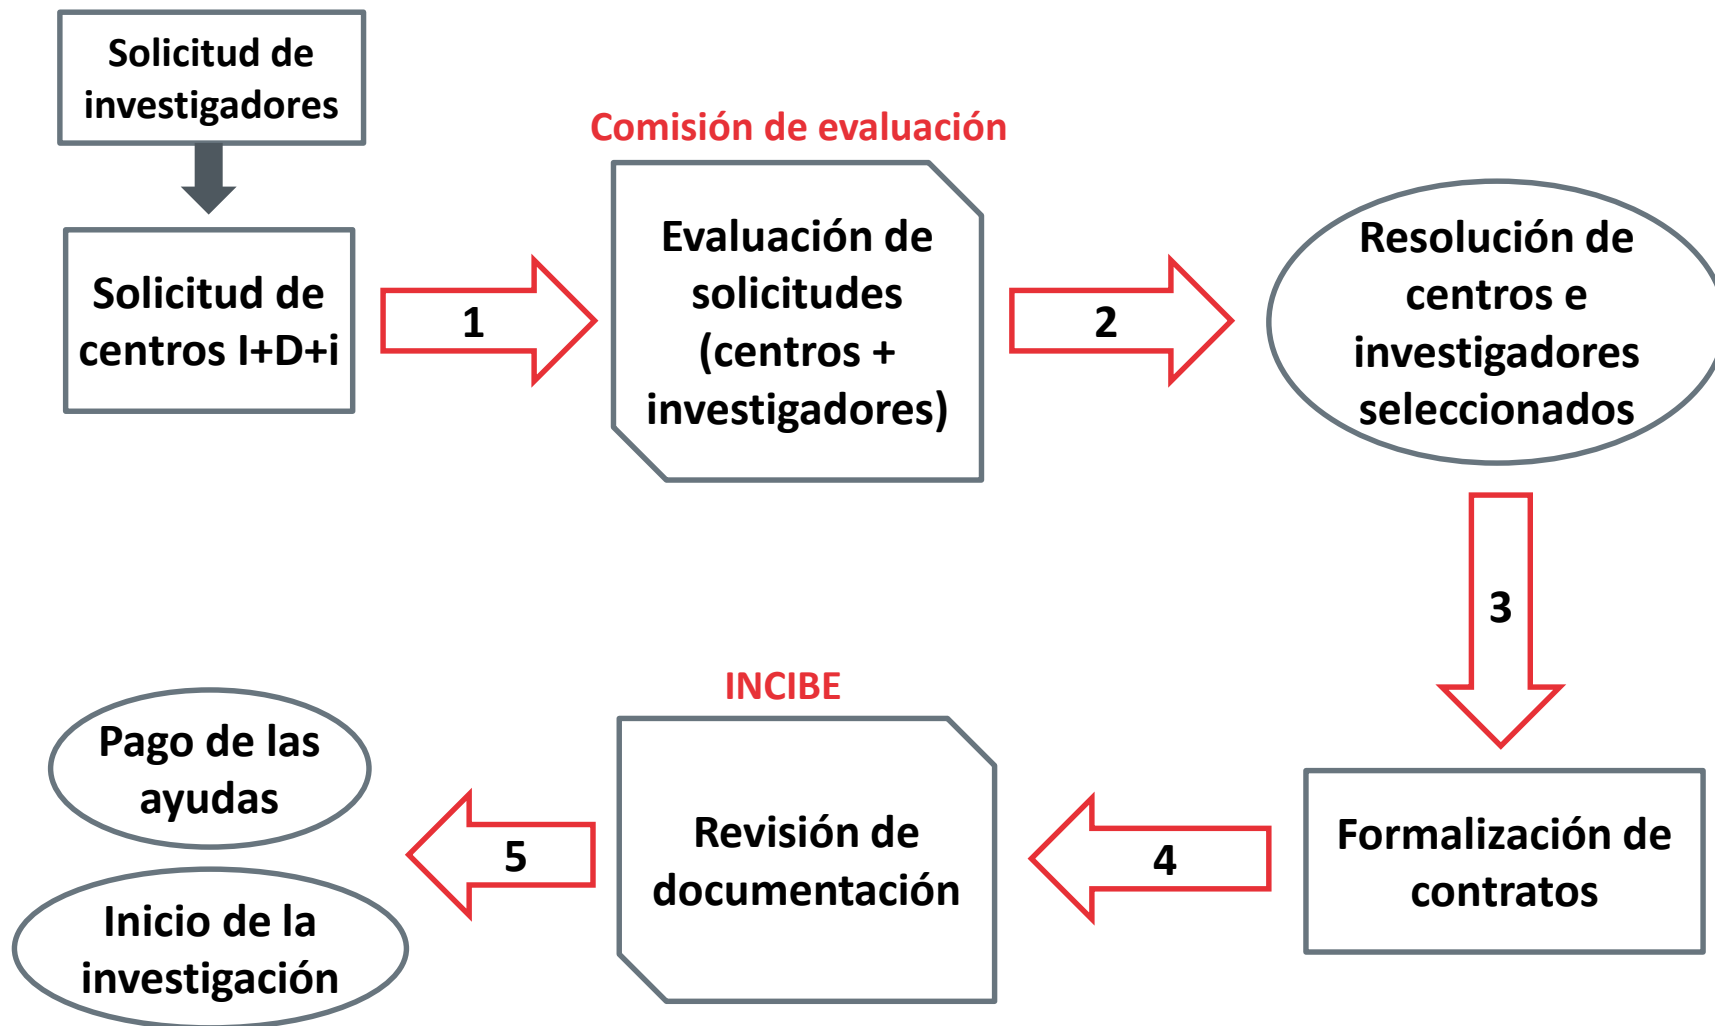 Solicitud de
investigadores
Solicitud de
centros I+D+i
1
Comisión de evaluación
Evaluación de
solicitudes
(centros +
investigadores)
2
Resolución de
centros e
investigadores
seleccionados
3
Formalización de
contratos
4
INCIBE
Revisión de
documentación
5
Pago de las
ayudas
Inicio de la
investigación